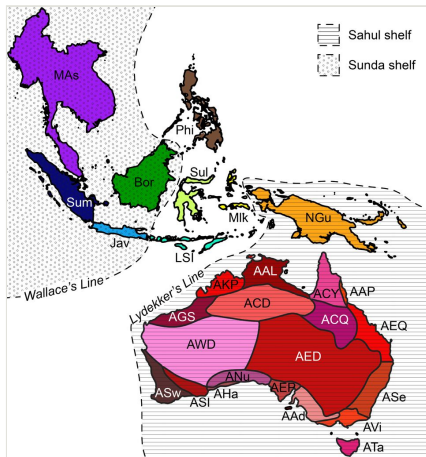 Sahul shelf
Sunda shelf
MAs
Phi
Bor
Sul
Sum
Mlk
NGu
Jav
LSI
Wallace's Line
Lydekker's Line
AAL
AKP
ACY
AAP
ACD
AGS
ACQ
AEQ
AWD
AED
ANu
ASw
AHa
AER
ASe
ASI
AAd
AVi
ATa